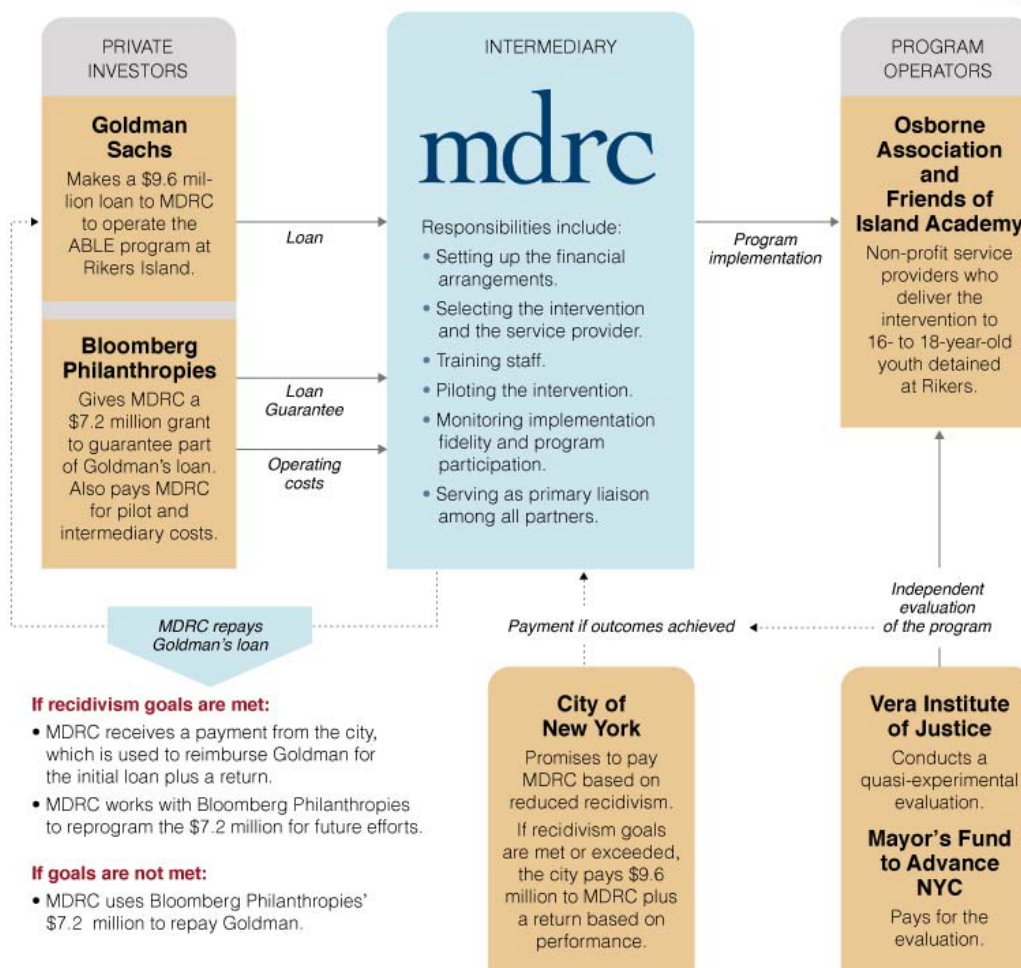 PRIVATE
INVESTORS
Goldman
Sachs
Makes a $9.6 mil-
lion loan to MDRC
to operate the
ABLE program at
Rikers Island.
Bloomberg
Philanthropies
Gives MDRC a
$7.2 million grant
to guarantee part
of Goldman's loan.
Also pays MDRC
for pilot and
intermediary costs.
Loan
Loan
Guarantee
Operating
costs
INTERMEDIARY
mdrc
Responsibilities include:
• Setting up the financial
arrangements.
• Selecting the intervention
and the service provider.
• Training staff.
• Piloting the intervention.
• Monitoring implementation
fidelity and program
participation.
• Serving as primary liaison
among all partners.
Program
implementation
PROGRAM
OPERATORS
Osborne
Association
and
Friends of
Island Academy
Non-profit service
providers who
deliver the
intervention to
16- to 18-year-old
youth detained
at Rikers.
MDRC repays
Goldman's loan
If recidivism goals are met:
• MDRC receives a payment from the city,
which is used to reimburse Goldman for
the initial loan plus a return.
• MDRC works with Bloomberg Philanthropies
to reprogram the $7.2 million for future efforts.
If goals are not met:
• MDRC uses Bloomberg Philanthropies'
$7.2 million to repay Goldman.
Payment if outcomes achieved
Independent
evaluation
of the program
City of
New York
Promises to pay
MDRC based on
reduced recidivism.
If recidivism goals
are met or exceeded,
the city pays $9.6
million to MDRC plus
a return based on
performance.
Vera Institute
of Justice
Conducts a
quasi-experimental
evaluation.
Mayor's Fund
to Advance
NYC
Pays for the
evaluation.